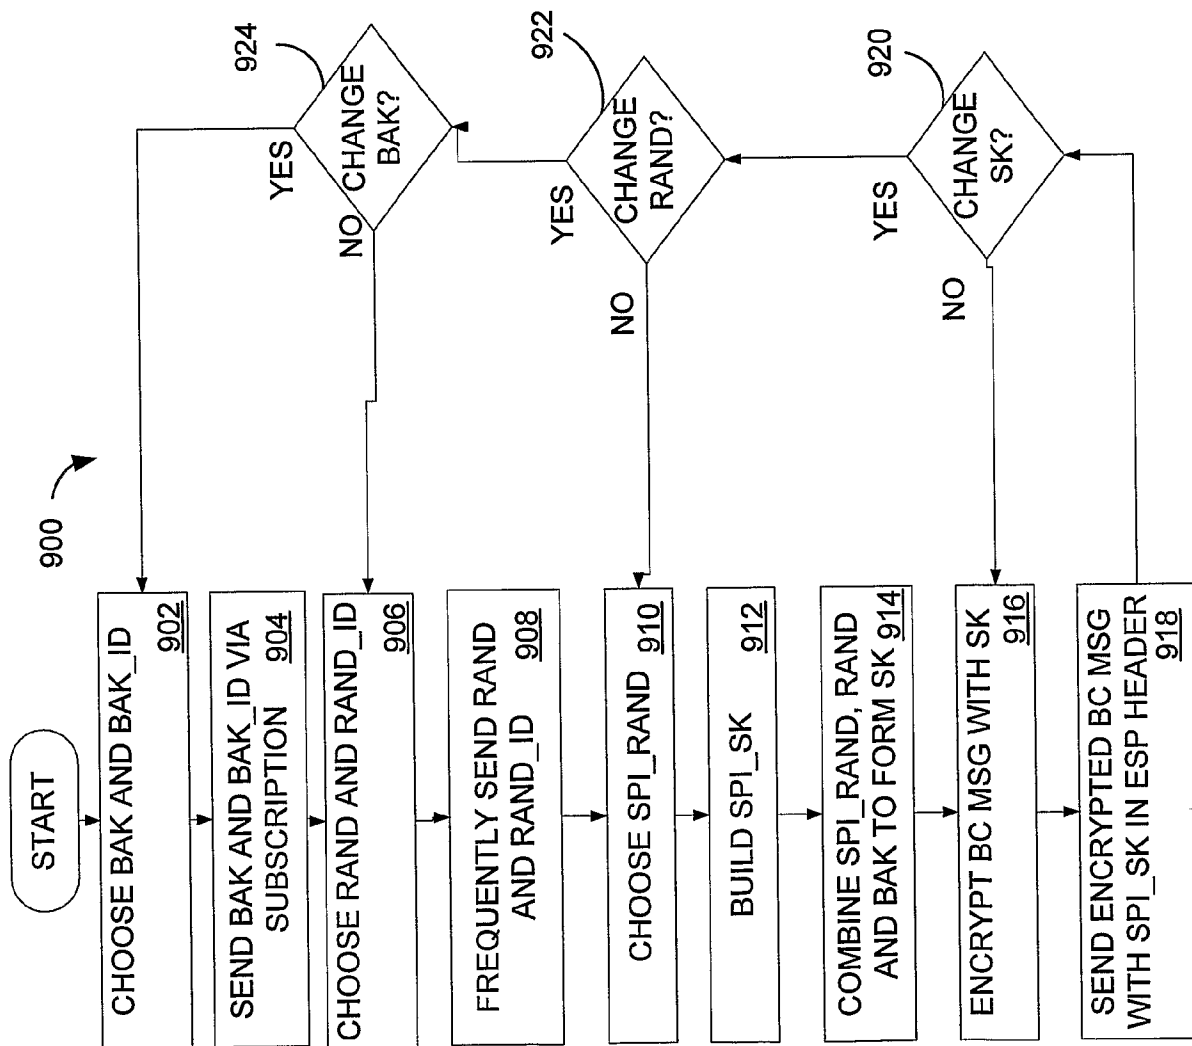 900
START
CHOOSE BAK AND BAK_ID
902
SEND BAK AND BAK_ID VIA
SUBSCRIPTION
904
CHOOSE RAND AND RAND_ID
906
FREQUENTLY SEND RAND
AND RAND_ID
908
CHOOSE SPI_RAND
910
BUILD SPI_SK
912
COMBINE SPI_RAND, RAND
AND BAK TO FORM SK
914
ENCRYPT BC MSG WITH SK
916
SEND ENCRYPTED BC MSG
WITH SPI_SK IN ESP HEADER
918
CHANGE
SK?
920
YES
NO
CHANGE
RAND?
922
YES
NO
CHANGE
BAK?
924
YES
NO